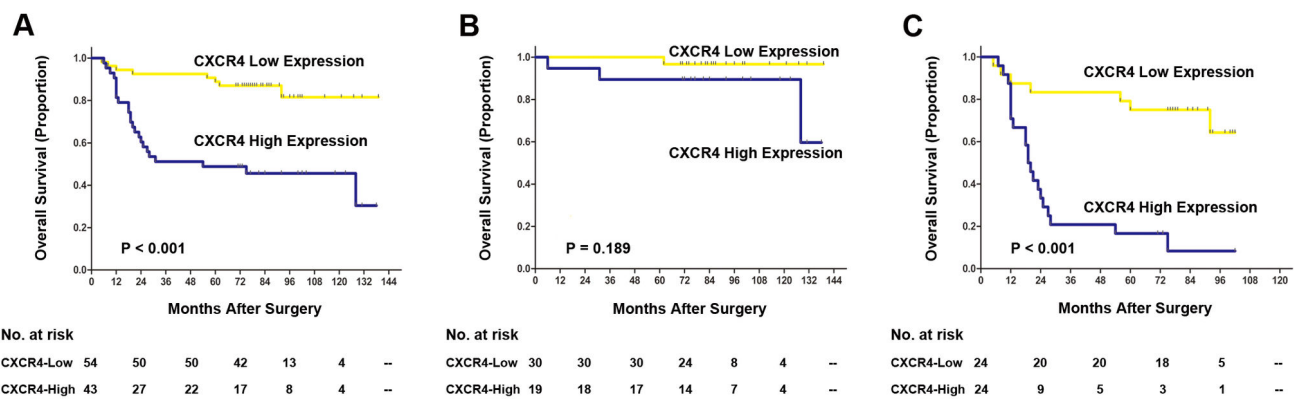 A
Overall Survival (Proportion)
1.0
0.8
0.6
0.4
0.2
0.0
CXCR4 Low Expression
CXCR4 High Expression
P < 0.001
0 12 24 36 48 60 72 84 96 108 120 132 144
Months After Surgery
No. at risk
CXCR4-Low 54 50 50 42 13 4 --
CXCR4-High 43 27 22 17 8 4 --
B
Overall Survival (Proportion)
1.0
0.8
0.6
0.4
0.2
0.0
CXCR4 Low Expression
CXCR4 High Expression
P = 0.189
0 12 24 36 48 60 72 84 96 108 120 132 144
Months After Surgery
No. at risk
CXCR4-Low 30 30 30 24 8 4 --
CXCR4-High 19 18 17 14 7 4 --
C
Overall Survival (Proportion)
1.0
0.8
0.6
0.4
0.2
0.0
CXCR4 Low Expression
CXCR4 High Expression
P < 0.001
0 12 24 36 48 60 72 84 96 108 120
Months After Surgery
No. at risk
CXCR4-Low 24 20 20 18 5 --
CXCR4-High 24 9 5 3 1 --